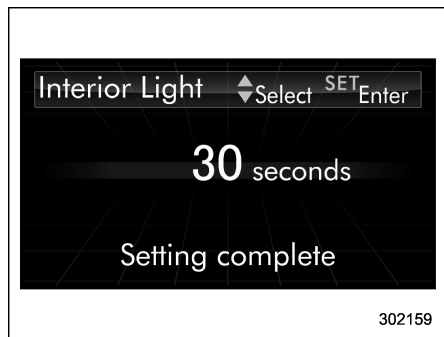 Interior Light Select SET Enter
30 seconds
Setting complete
302159